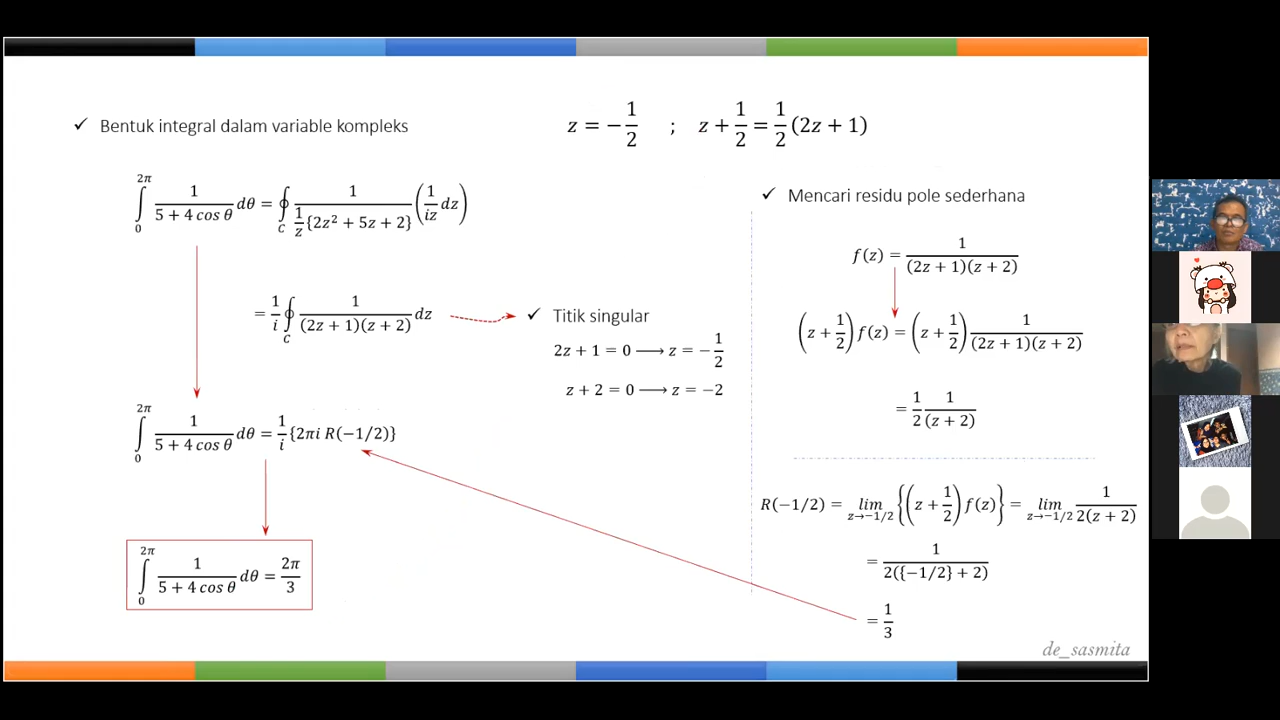 ✓ Bentuk integral dalam variable kompleks
z = −1/2 ; z + 1/2 = 1/2 (2z + 1)
∫₀^{2π} 1/(5 + 4 cos θ) dθ = ∮_C 1/(1/z {2z² + 5z + 2}) (1/(iz) dz)
= 1/i ∮_C 1/((2z + 1)(z + 2)) dz
✓ Titik singular
2z + 1 = 0 ⟶ z = −1/2
z + 2 = 0 ⟶ z = −2
∫₀^{2π} 1/(5 + 4 cos θ) dθ = 1/i {2πi R(−1/2)}
∫₀^{2π} 1/(5 + 4 cos θ) dθ = 2π/3
✓ Mencari residu pole sederhana
f(z) = 1/((2z + 1)(z + 2))
(z + 1/2) f(z) = (z + 1/2) 1/((2z + 1)(z + 2))
= 1/2 1/(z + 2)
R(−1/2) = lim_{z→−1/2} {(z + 1/2) f(z)} = lim_{z→−1/2} 1/(2(z + 2))
= 1/(2({−1/2} + 2))
= 1/3
de_sasmita